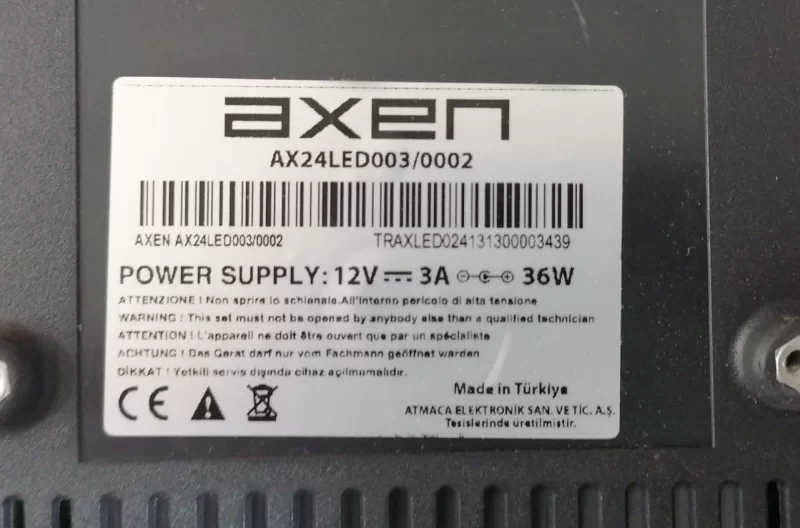 axen
AX24LED003/0002
AXEN AX24LED003/0002 TRAXLED024131300003439
POWER SUPPLY: 12V 3A 36W
ATTENZIONE ! Non sprire lo schienale.All'interno pericolo di alta tensione
WARNING ! This set must not be opened by anybody else than a qualified technician
ATTENTION ! L'appareil ne doit être ouvert que par un spécialiste
ACHTUNG ! Das Gerat darf nur vom Fachmann geöffnet warden
DİKKAT ! Yetkili servis dışında cihaz açılmamalıdır.
CE
Made in Türkiye
ATMACA ELEKTRONİK SAN. VE TİC. A.Ş.
Tesislerinde üretilmiştir.